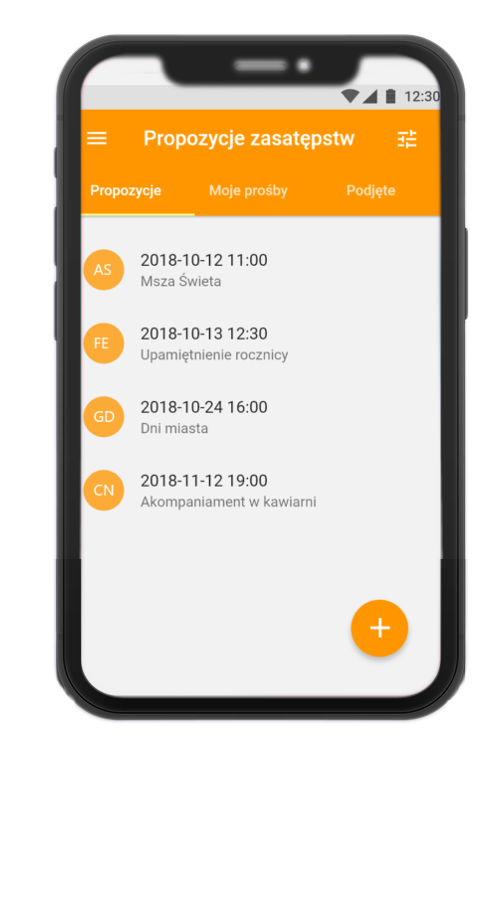 12:30
Propozycje zasatępstw
Propozycje Moje prośby Podjęte
AS
2018-10-12 11:00
Msza Świeta
FE
2018-10-13 12:30
Upamiętnienie rocznicy
GD
2018-10-24 16:00
Dni miasta
CN
2018-11-12 19:00
Akompaniament w kawiarni